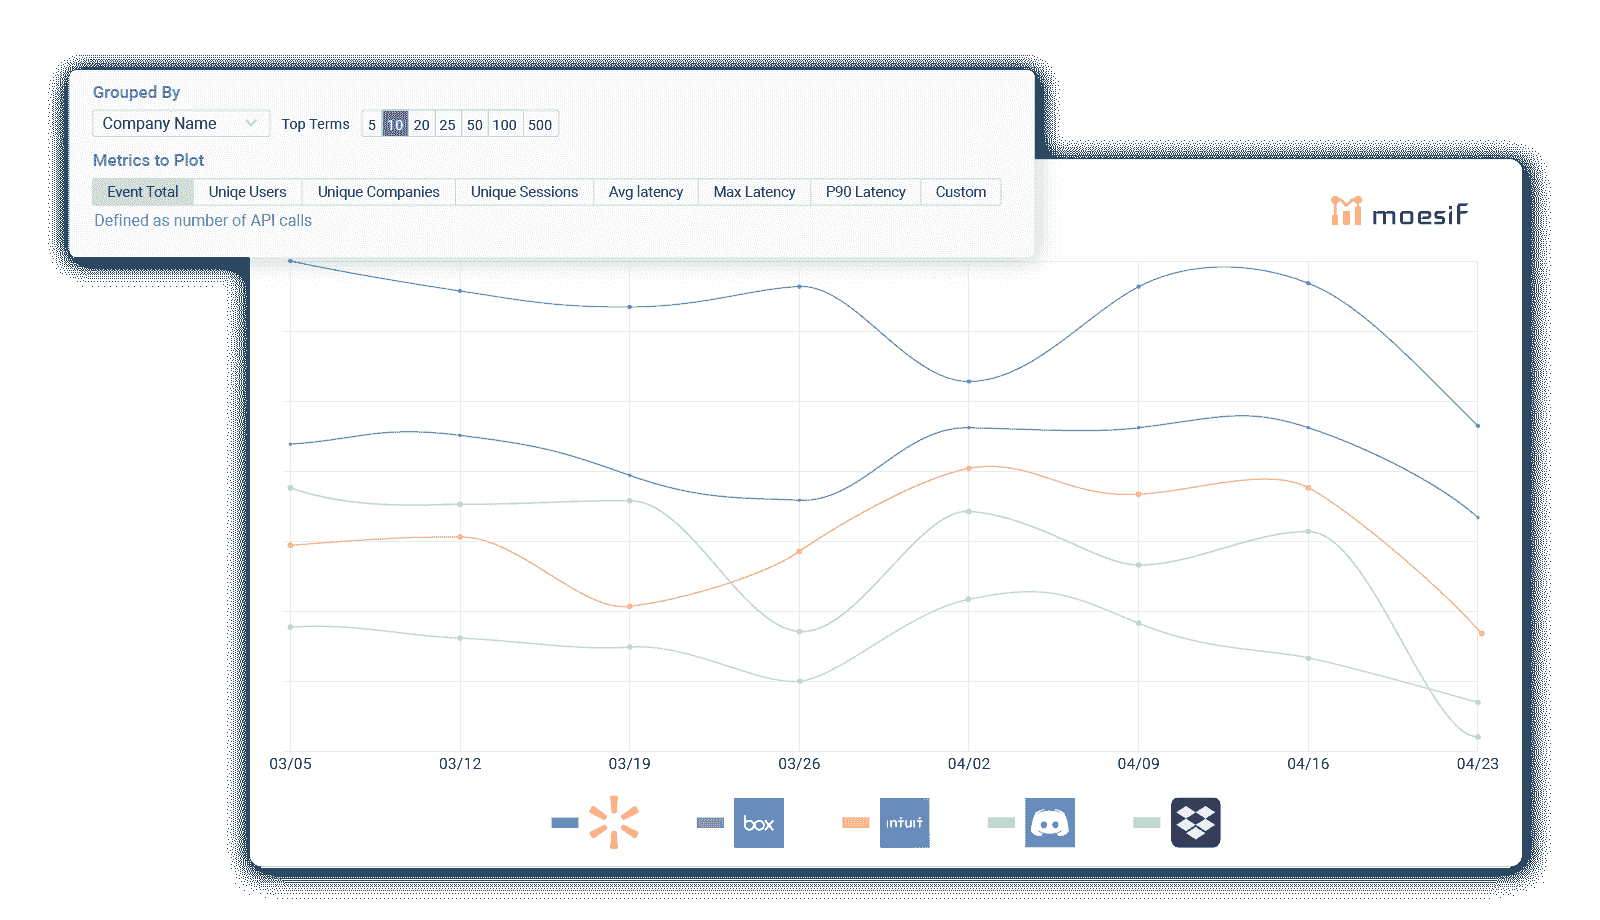 Grouped By
Company Name Top Terms 5 10 20 25 50 100 500
Metrics to Plot
Event Total Uniqe Users Unique Companies Unique Sessions Avg latency Max Latency P90 Latency Custom
Defined as number of API calls
moesif
03/05 03/12 03/19 03/26 04/02 04/09 04/16 04/23
box intuit